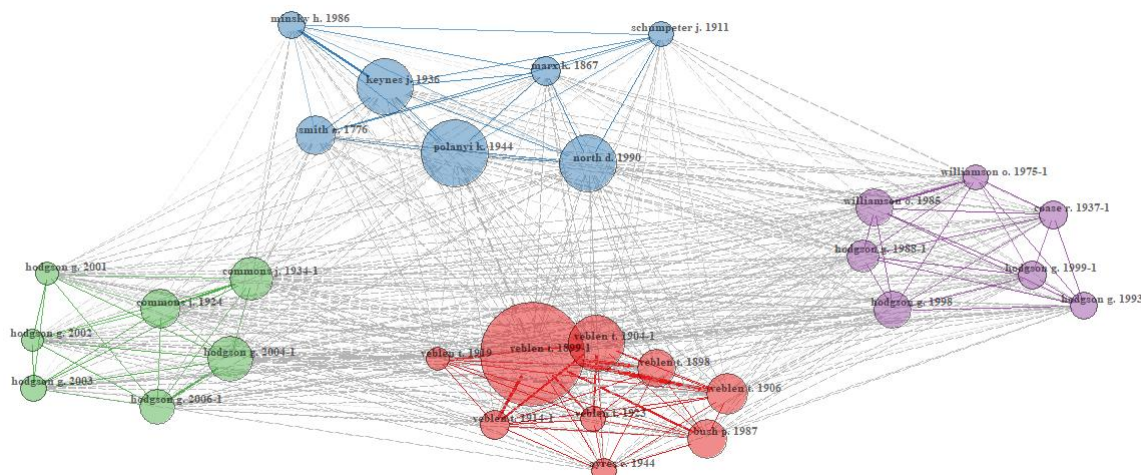 minsky h. 1986
schumpeter j. 1911
marx k. 1867
keynes j. 1936
smith a. 1776
polanyi k. 1944
north d. 1990
williamson o. 1975-1
williamson o. 1985
coase r. 1937-1
hodgson g. 1988-1
hodgson g. 1999-1
hodgson g. 1998
hodgson g. 1993
hodgson g. 2001
commons j. 1934-1
commons j. 1924
hodgson g. 2002
hodgson g. 2004-1
hodgson g. 2003
hodgson g. 2006-1
veblen t. 1904-1
veblen t. 1899-1
veblen t. 1919
veblen t. 1898
veblen t. 1906
veblen t. 1914-1
veblen t. 1923
bush p. 1987
ayres c. 1944